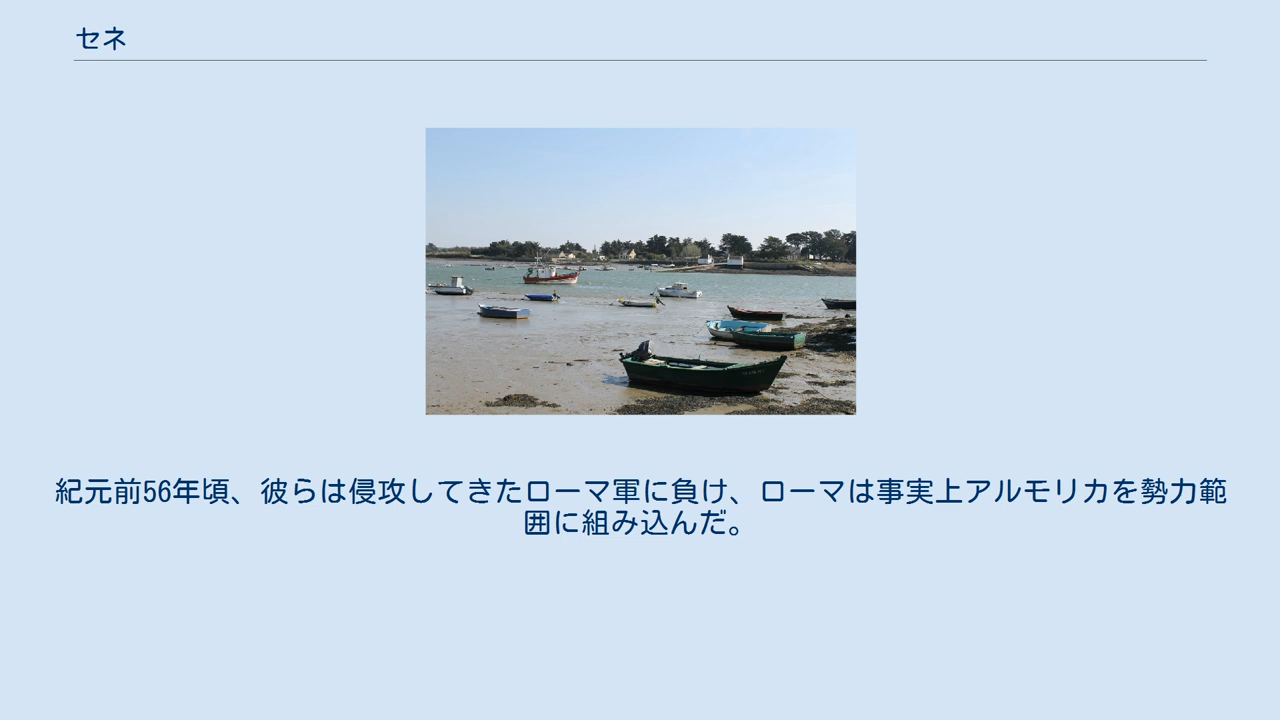 セネ
紀元前56年頃、彼らは侵攻してきたローマ軍に負け、ローマは事実上アルモリカを勢力範
囲に組み込んだ。